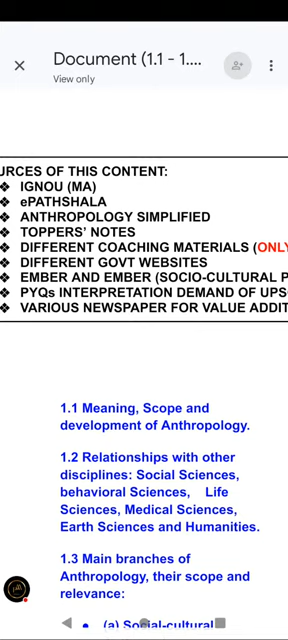 Document (1.1 - 1....
View only
URCES OF THIS CONTENT:
❖ IGNOU (MA)
❖ ePATHSHALA
❖ ANTHROPOLOGY SIMPLIFIED
❖ TOPPERS' NOTES
❖ DIFFERENT COACHING MATERIALS (ONLY
❖ DIFFERENT GOVT WEBSITES
❖ EMBER AND EMBER (SOCIO-CULTURAL P
❖ PYQs INTERPRETATION DEMAND OF UPS
❖ VARIOUS NEWSPAPER FOR VALUE ADDIT
1.1 Meaning, Scope and
development of Anthropology.
1.2 Relationships with other
disciplines: Social Sciences,
behavioral Sciences, Life
Sciences, Medical Sciences,
Earth Sciences and Humanities.
1.3 Main branches of
Anthropology, their scope and
relevance:
● (a) Social-cultural